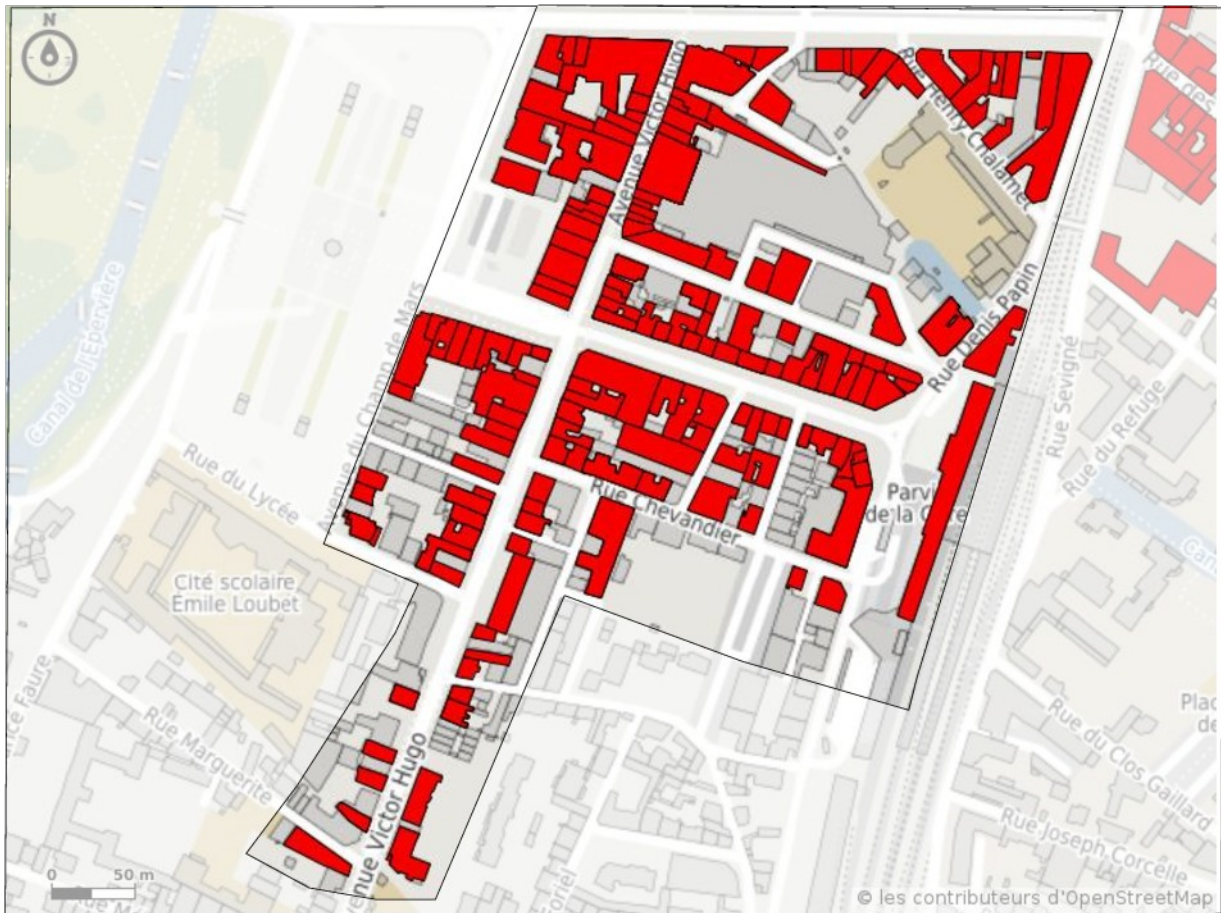 N
Rue des
Avenue Victor Hugo
Rue Henry Chalamet
Canal de l'Epervière
Avenue du Champ de Mars
Rue Denis Papin
Rue Sevigné
Rue du Refuge
Rue du Lycée
Rue Chevandier
Parvi
de la Gare
Cité scolaire
Émile Loubet
Rue Marguerite
Avenue Victor Hugo
Plac
de
Rue du Clos Gaillard
Rue Joseph Corcelle
0 50 m
© les contributeurs d'OpenStreetMap